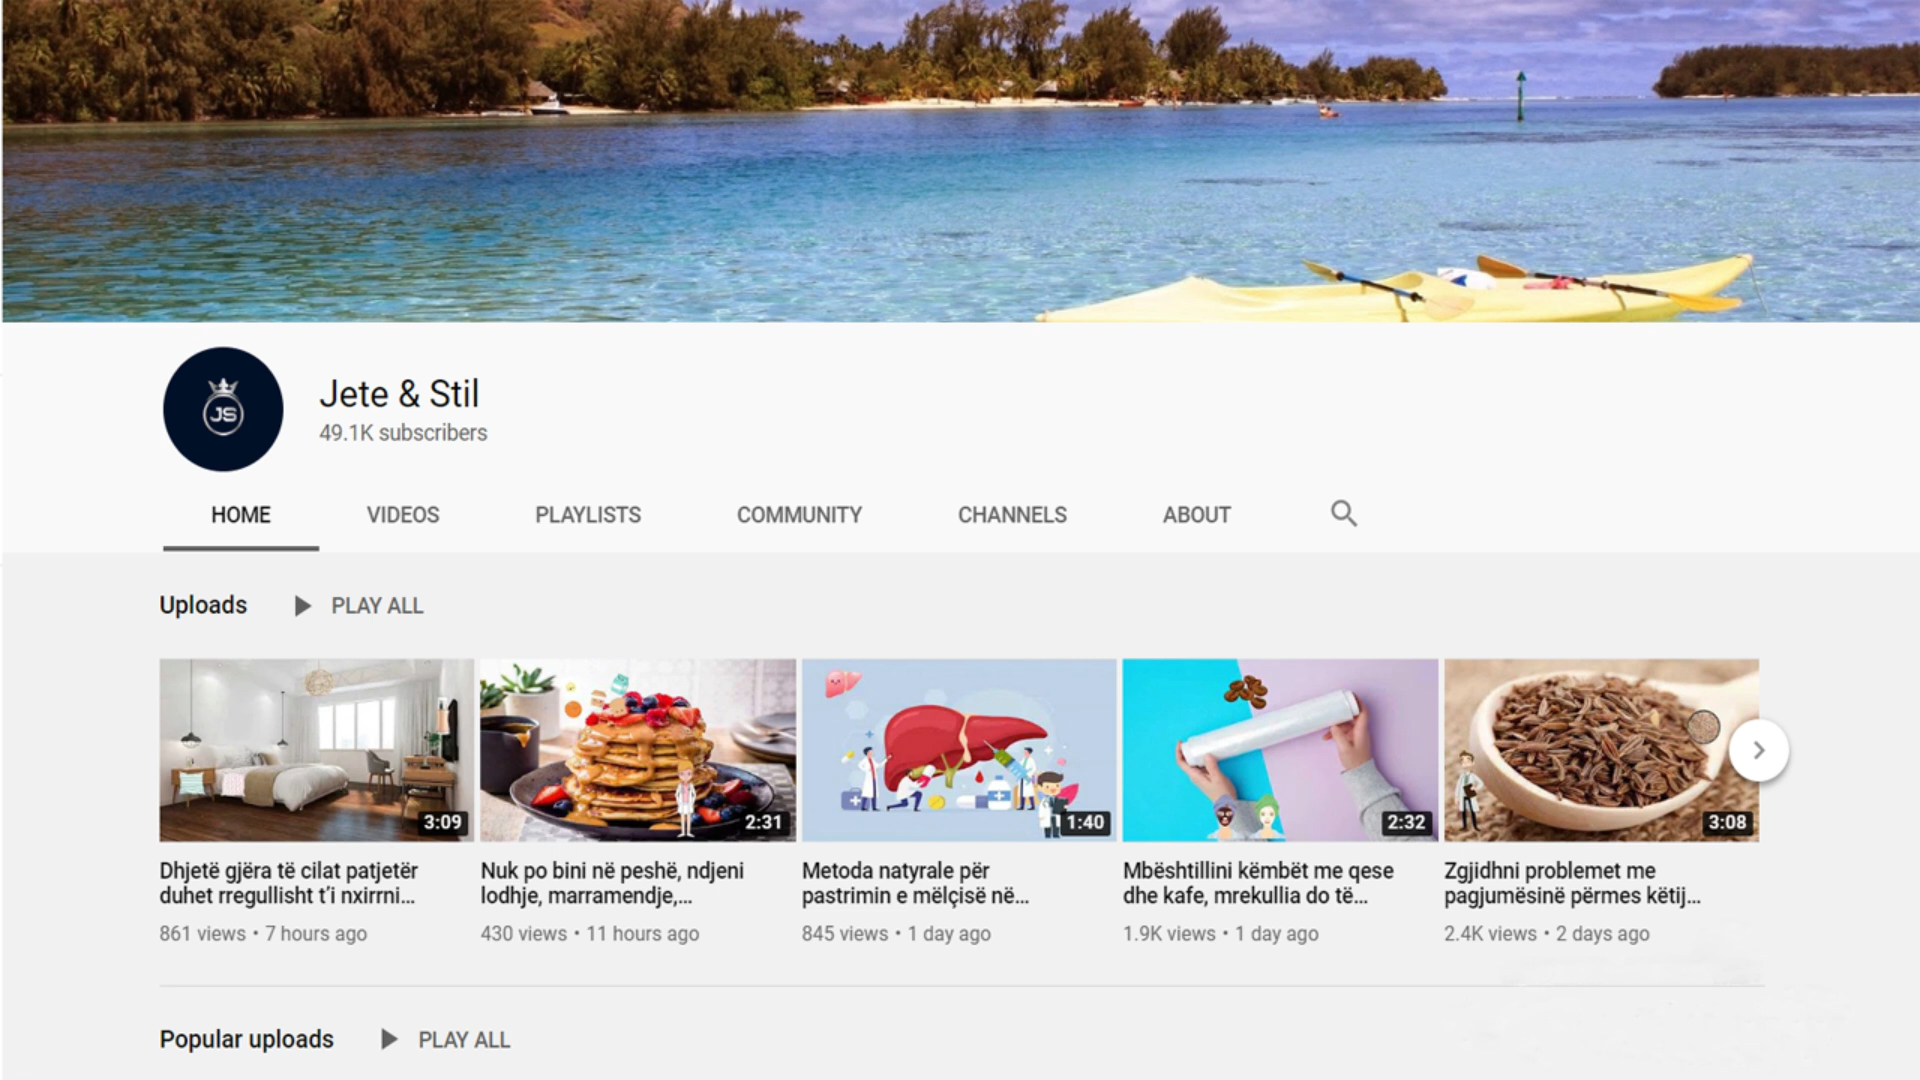 JS
Jete & Stil
49.1K subscribers
HOME VIDEOS PLAYLISTS COMMUNITY CHANNELS ABOUT
Uploads PLAY ALL
3:09 2:31 1:40 2:32 3:08
Dhjetë gjëra të cilat patjetër
duhet rregullisht t’i nxirrni...
861 views • 7 hours ago
Nuk po bini në peshë, ndjeni
lodhje, marramendje,...
430 views • 11 hours ago
Metoda natyrale për
pastrimin e mëlçisë në...
845 views • 1 day ago
Mbështillini këmbët me qese
dhe kafe, mrekullia do të...
1.9K views • 1 day ago
Zgjidhni problemet me
pagjumësinë përmes këtij...
2.4K views • 2 days ago
Popular uploads PLAY ALL